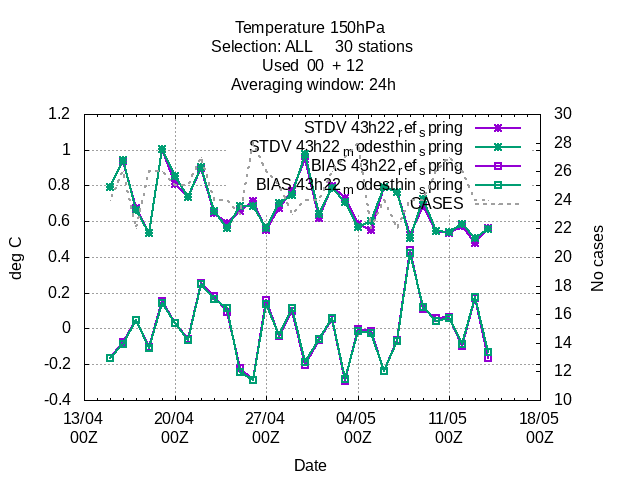 Temperature 150hPa
Selection: ALL 30 stations
Used 00 + 12
Averaging window: 24h
STDV 43h22_ref_spring
STDV 43h22_modesthin_spring
BIAS 43h22_ref_spring
BIAS 43h22_modesthin_spring
CASES
1.2
1
0.8
0.6
0.4
0.2
0
-0.2
-0.4
deg C
30
28
26
24
22
20
18
16
14
12
10
No cases
13/04 20/04 27/04 04/05 11/05 18/05
00Z 00Z 00Z 00Z 00Z 00Z
Date